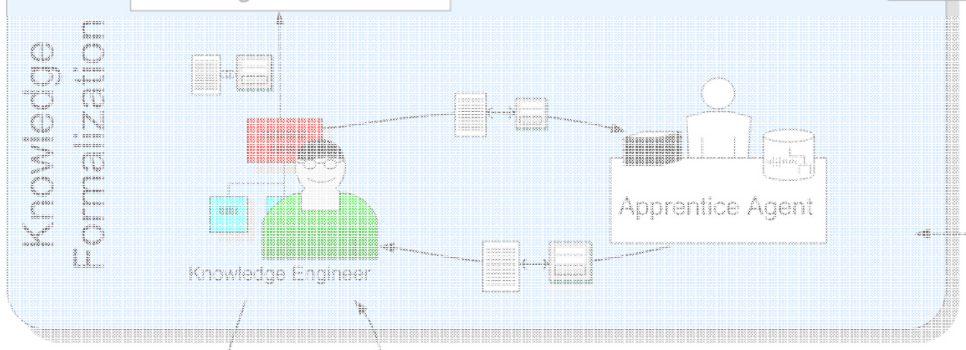 Knowledge
Formalization
Apprentice Agent
Knowledge Engineer